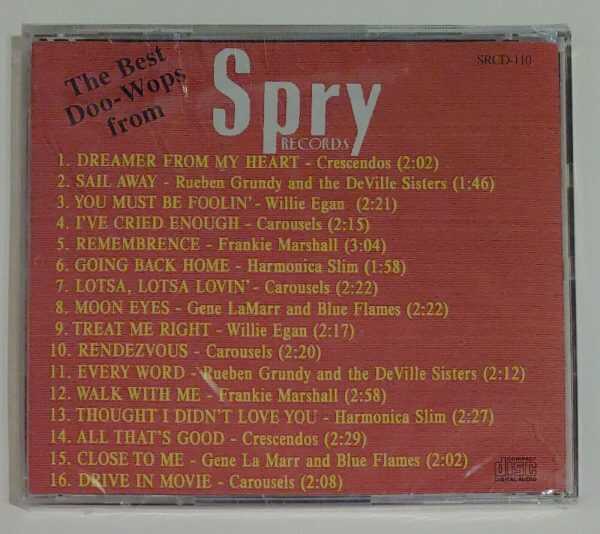 The Best
Doo-Wops
from
Spry
RECORDS
SRCD-110
1. DREAMER FROM MY HEART - Crescendos (2:02)
2. SAIL AWAY - Rueben Grundy and the DeVille Sisters (1:46)
3. YOU MUST BE FOOLIN' - Willie Egan (2:21)
4. I'VE CRIED ENOUGH - Carousels (2:15)
5. REMEMBRENCE - Frankie Marshall (3:04)
6. GOING BACK HOME - Harmonica Slim (1:58)
7. LOTSA, LOTSA LOVIN' - Carousels (2:22)
8. MOON EYES - Gene LaMarr and Blue Flames (2:22)
9. TREAT ME RIGHT - Willie Egan (2:17)
10. RENDEZVOUS - Carousels (2:20)
11. EVERY WORD - Rueben Grundy and the DeVille Sisters (2:12)
12. WALK WITH ME - Frankie Marshall (2:58)
13. THOUGHT I DIDN'T LOVE YOU - Harmonica Slim (2:27)
14. ALL THAT'S GOOD - Crescendos (2:29)
15. CLOSE TO ME - Gene La Marr and Blue Flames (2:02)
16. DRIVE IN MOVIE - Carousels (2:08)
COMPACT
DISC
DIGITAL AUDIO